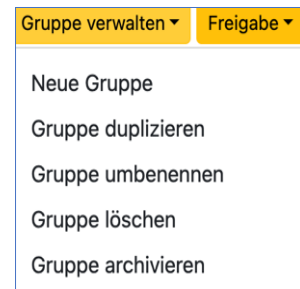 Gruppe verwalten Freigabe
Neue Gruppe
Gruppe duplizieren
Gruppe umbenennen
Gruppe löschen
Gruppe archivieren